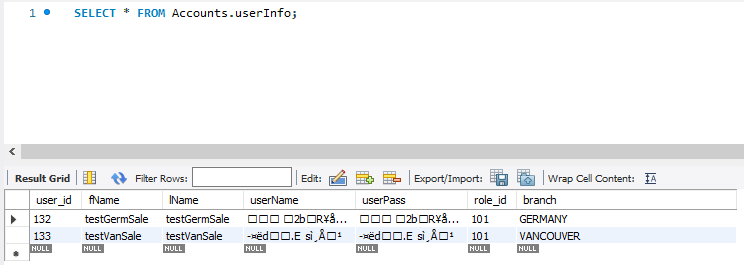 1 SELECT * FROM Accounts.userInfo;
Result Grid Filter Rows: Edit: Export/Import: Wrap Cell Content:
user_id fName lName userName userPass role_id branch
132 testGermSale testGermSale □□□ □2b□R¥å... □□□ □2b□R¥å... 101 GERMANY
133 testVanSale testVanSale -¤ëd□□.E sì¸Â□¹ -¤ëd□□.E sì¸Â□¹ 101 VANCOUVER
NULL NULL NULL NULL NULL NULL NULL